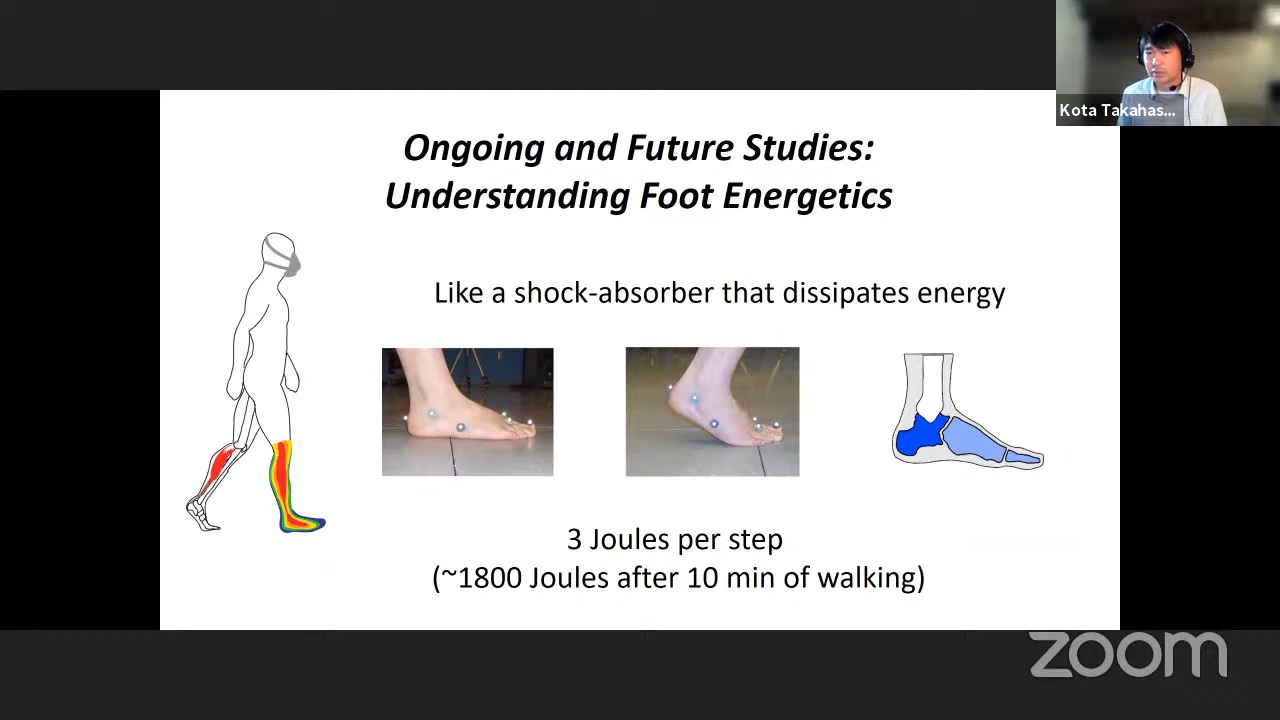 Kota Takahas...
Ongoing and Future Studies:
Understanding Foot Energetics
Like a shock-absorber that dissipates energy
3 Joules per step
(~1800 Joules after 10 min of walking)
zoom